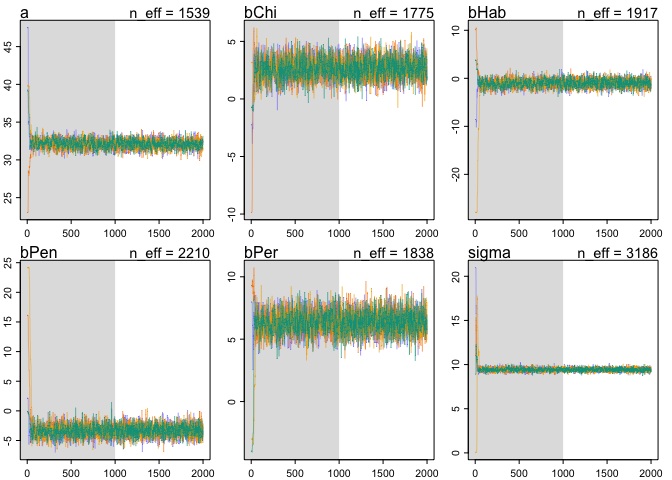 a n_eff = 1539
bChi n_eff = 1775
bHab n_eff = 1917
25 30 35 40 45
-10 -5 0 5
-20 -10 0 10
0 500 1000 1500 2000
0 500 1000 1500 2000
0 500 1000 1500 2000
bPen n_eff = 2210
bPer n_eff = 1838
sigma n_eff = 3186
-5 0 5 10 15 20 25
0 5 10
0 5 10 15 20
0 500 1000 1500 2000
0 500 1000 1500 2000
0 500 1000 1500 2000